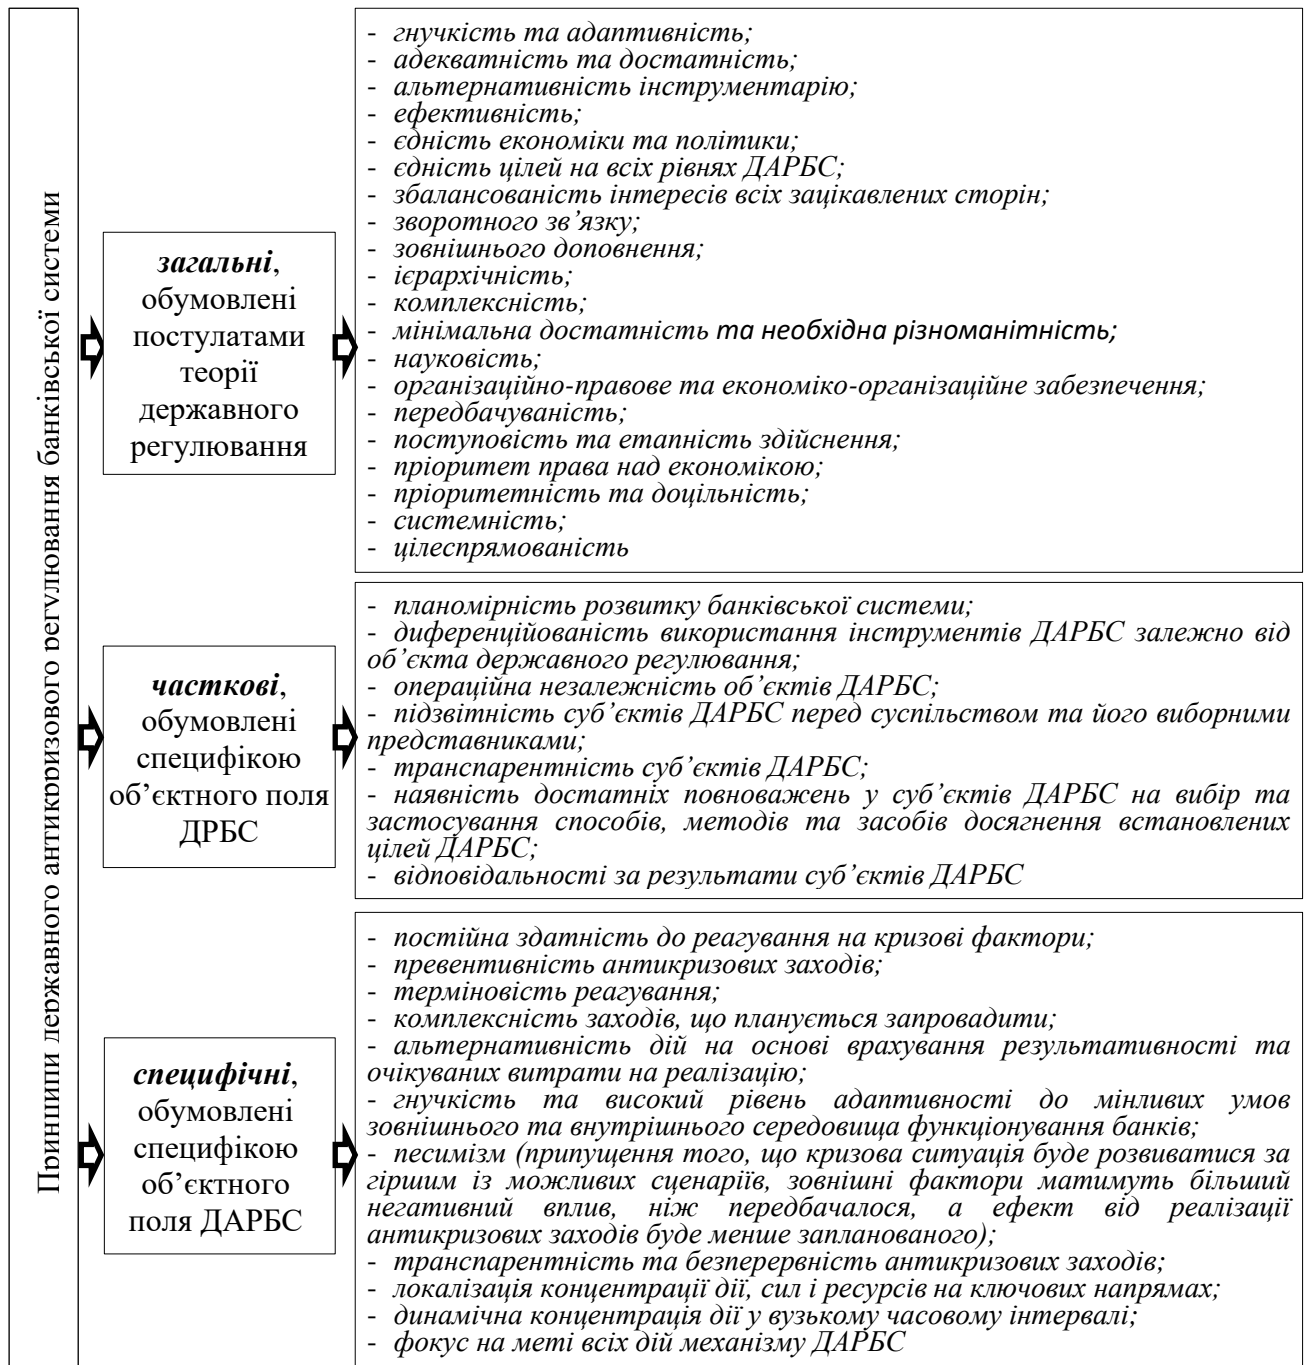 Принципи державного антикризового регулювання банківської системи
загальні,
обумовлені
постулатами
теорії
державного
регулювання
- гнучкість та адаптивність;
- адекватність та достатність;
- альтернативність інструментарію;
- ефективність;
- єдність економіки та політики;
- єдність цілей на всіх рівнях ДАРБС;
- збалансованість інтересів всіх зацікавлених сторін;
- зворотного зв’язку;
- зовнішнього доповнення;
- ієрархічність;
- комплексність;
- мінімальна достатність та необхідна різноманітність;
- науковість;
- організаційно-правове та економіко-організаційне забезпечення;
- передбачуваність;
- поступовість та етапність здійснення;
- пріоритет права над економікою;
- пріоритетність та доцільність;
- системність;
- цілеспрямованість
часткові,
обумовлені
специфікою
об’єктного поля
ДРБС
- планомірність розвитку банківської системи;
- диференційованість використання інструментів ДАРБС залежно від
об’єкта державного регулювання;
- операційна незалежність об’єктів ДАРБС;
- підзвітність суб’єктів ДАРБС перед суспільством та його виборними
представниками;
- транспарентність суб’єктів ДАРБС;
- наявність достатніх повноважень у суб’єктів ДАРБС на вибір та
застосування способів, методів та засобів досягнення встановлених
цілей ДАРБС;
- відповідальності за результати суб’єктів ДАРБС
специфічні,
обумовлені
специфікою
об’єктного
поля ДАРБС
- постійна здатність до реагування на кризові фактори;
- превентивність антикризових заходів;
- терміновість реагування;
- комплексність заходів, що планується запровадити;
- альтернативність дій на основі врахування результативності та
очікуваних витрати на реалізацію;
- гнучкість та високий рівень адаптивності до мінливих умов
зовнішнього та внутрішнього середовища функціонування банків;
- песимізм (припущення того, що кризова ситуація буде розвиватися за
гіршим із можливих сценаріїв, зовнішні фактори матимуть більший
негативний вплив, ніж передбачалося, а ефект від реалізації
антикризових заходів буде менше запланованого);
- транспарентність та безперервність антикризових заходів;
- локалізація концентрації дії, сил і ресурсів на ключових напрямах;
- динамічна концентрація дії у вузькому часовому інтервалі;
- фокус на меті всіх дій механізму ДАРБС